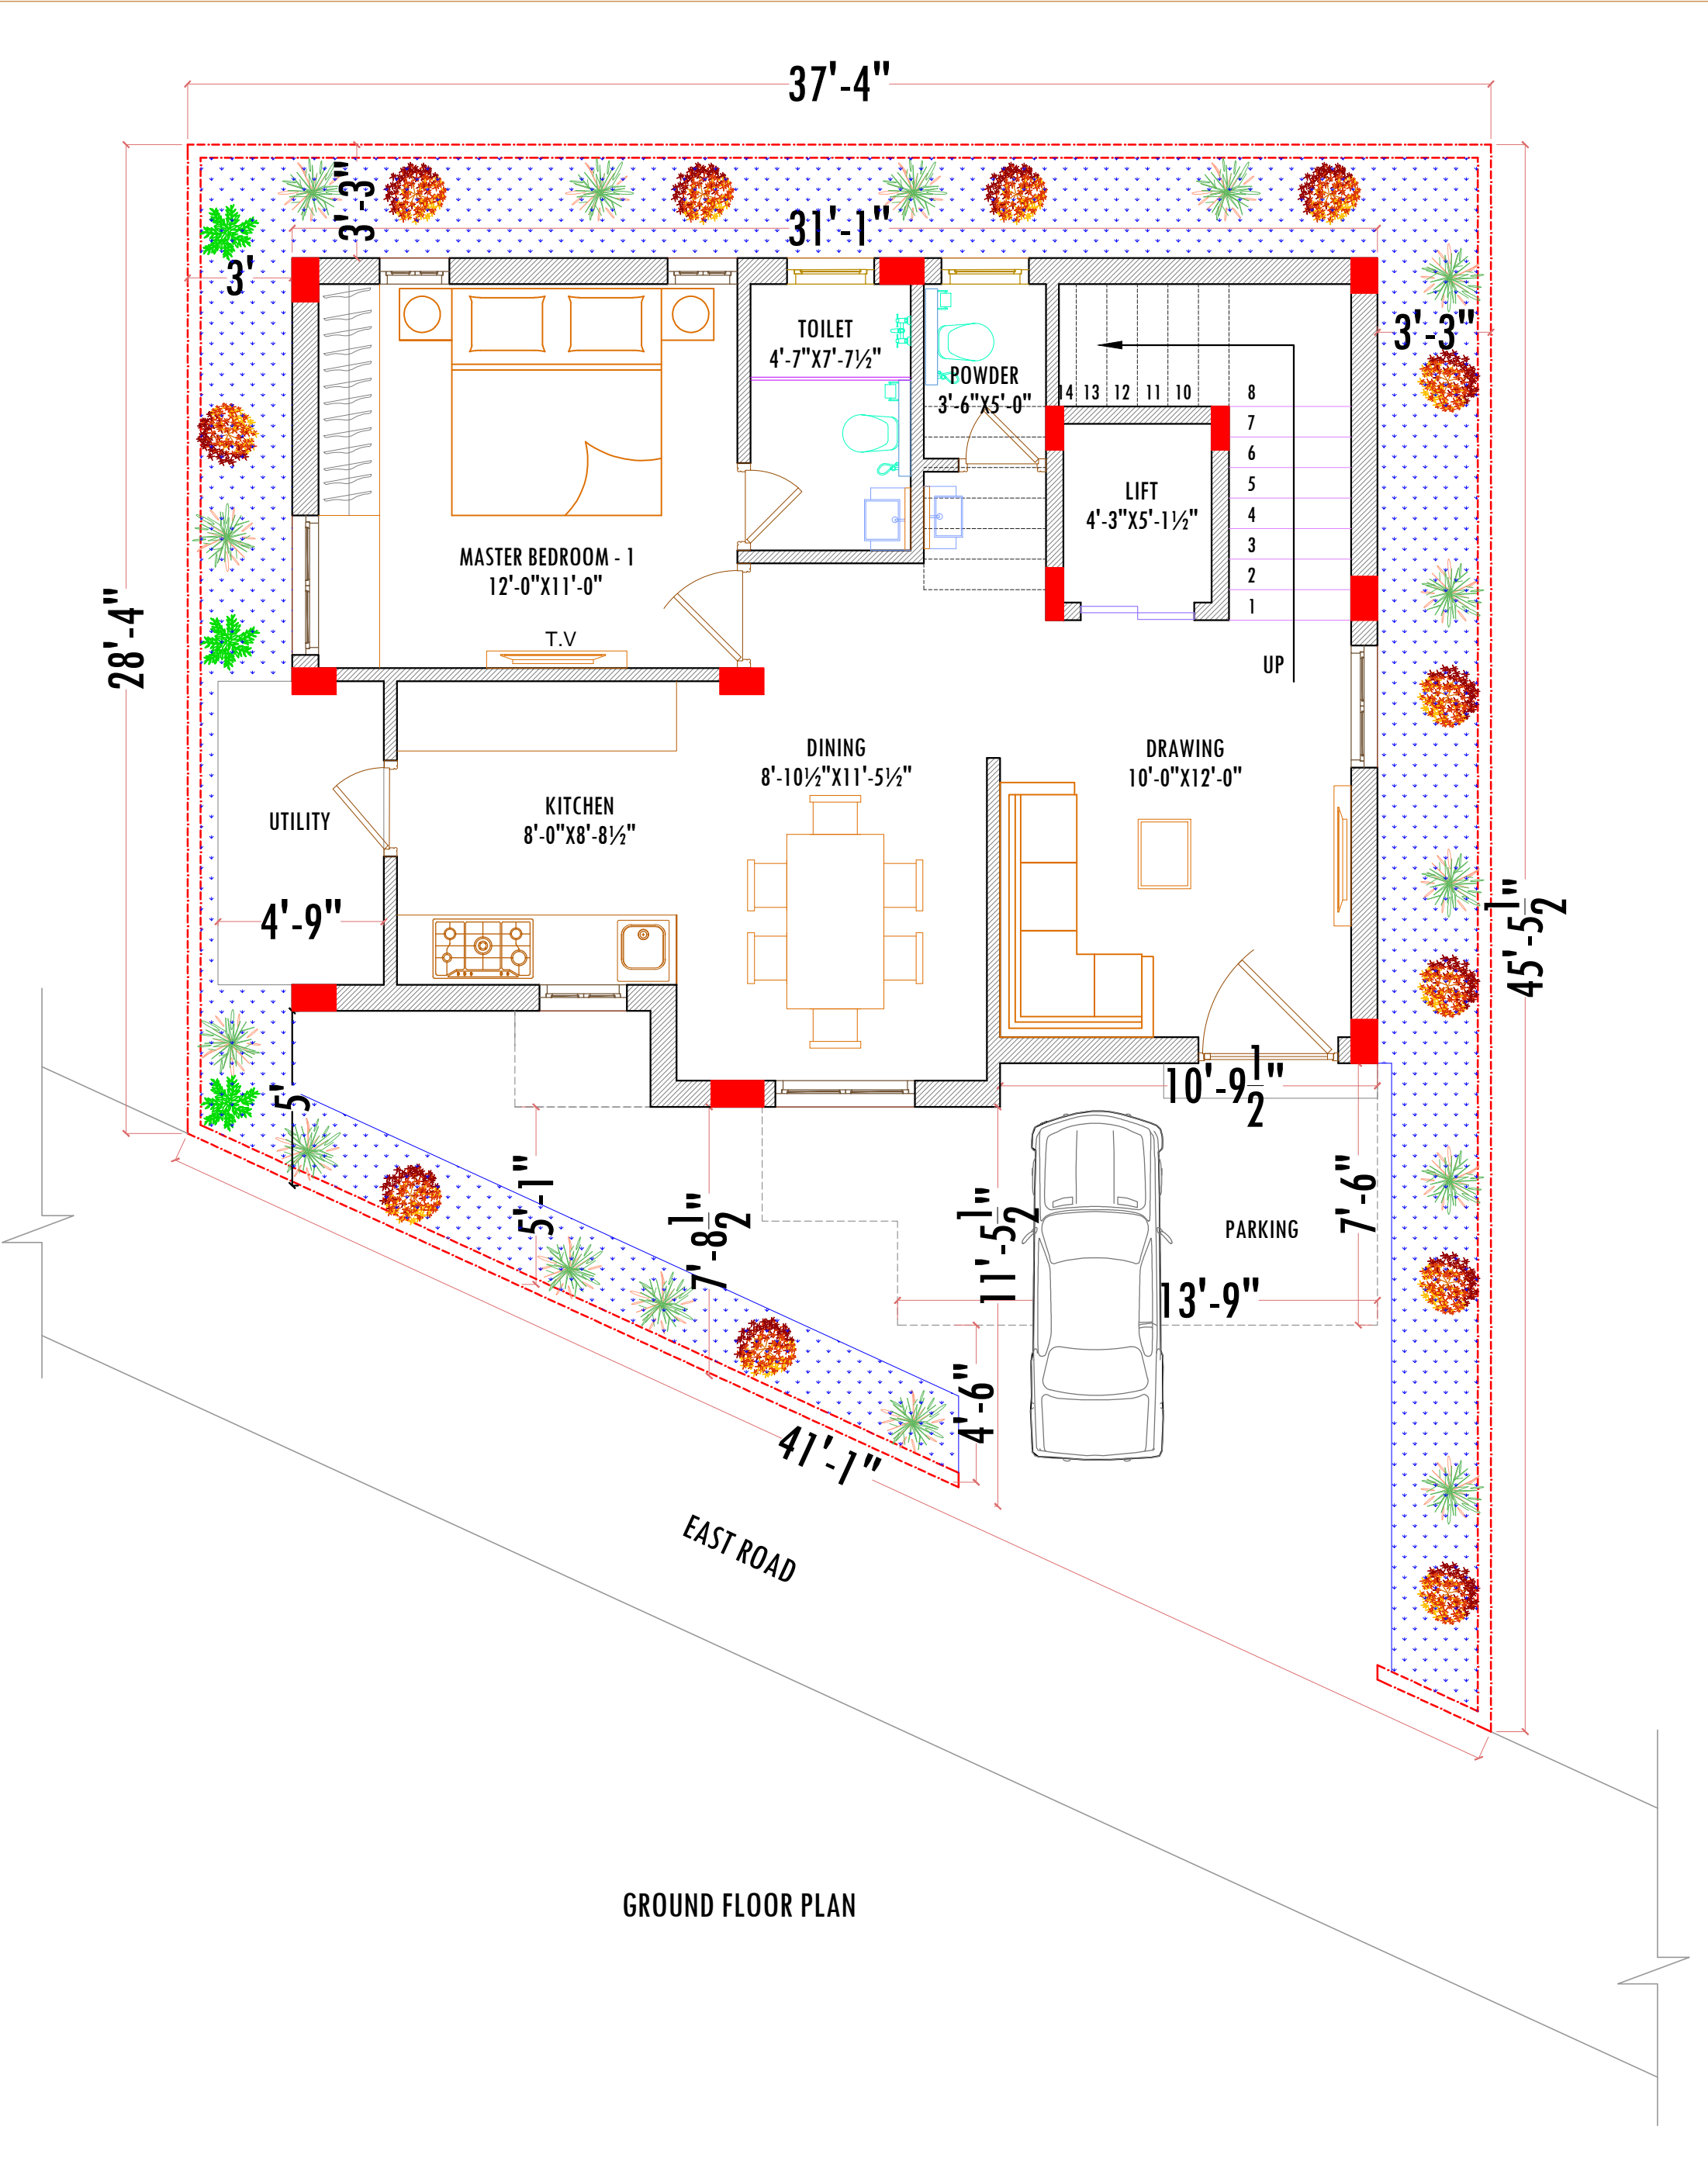 37'-4"
3'-3"
31'-1"
3'
3'-3"
TOILET
4'-7"X7'-7½"
POWDER
3'-6"X5'-0"
14 13 12 11 10
8
7
6
5
4
3
2
1
LIFT
4'-3"X5'-1½"
MASTER BEDROOM - 1
12'-0"X11'-0"
T.V
28'-4"
UP
DINING
8'-10½"X11'-5½"
DRAWING
10'-0"X12'-0"
KITCHEN
8'-0"X8'-8½"
UTILITY
4'-9"
45'-5½"
10'-9½"
5'
5'-1"
7'-8½"
11'-5½"
7'-6"
PARKING
13'-9"
4'-6"
41'-1"
EAST ROAD
GROUND FLOOR PLAN